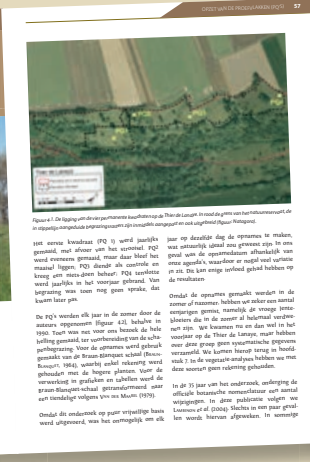 OPZET VAN DE PROEFVLAKKEN (PQ'S) 57
Figuur 4.1. De ligging van de vier permanente kwadraten op de Thier de Lanaye. In rood de grens van het natuurreservaat, de
in stippellijn aangeduide begrazingsrasters zijn inmiddels aangepast en ook uitgebreid (figuur Natagora).
Het eerste kwadraat (PQ 1) werd jaarlijks
gemaaid, met afvoer van het strooisel. PQ2
werd eveneens gemaaid, maar daar bleef het
maaisel liggen; PQ3 diende als controle en
kreeg een niets-doen beheer; PQ4 tenslotte
werd jaarlijks in het voorjaar gebrand. Van
begrazing was toen nog geen sprake, dat
kwam later pas.
De PQ's werden elk jaar in de zomer door de
auteurs opgenomen (figuur 4.2), behalve in
1990. Toen was net voor ons bezoek de hele
helling gemaaid, ter voorbereiding van de scha-
penbegrazing. Voor de opnames werd gebruik
gemaakt van de Braun-Blanquet schaal (Braun-
Blanquet, 1964), waarbij enkel rekening werd
gehouden met de hogere planten. Voor de
verwerking in grafieken en tabellen werd de
Braun-Blanquet-schaal getransformeerd naar
een tiendelige volgens Van der Maarel (1979).
Omdat dit onderzoek op puur vrijwillige basis
werd uitgevoerd, was het onmogelijk om elk
jaar op dezelfde dag de opnames te maken,
wat natuurlijk ideaal zou geweest zijn. In ons
geval was de opnamedatum afhankelijk van
onze agenda's, waardoor er nogal veel variatie
in zit. Dit kan enige invloed gehad hebben op
de resultaten.
Omdat de opnames gemaakt werden in de
zomer of nazomer, hebben we zeker een aantal
eenjarigen gemist, namelijk de vroege lente-
bloeiers die in de zomer al helemaal verdwe-
nen zijn. We kwamen nu en dan wel in het
voorjaar op de Thier de Lanaye, maar hebben
over deze groep geen systematische gegevens
verzameld. We komen hierop terug in hoofd-
stuk 7. In de vegetatie-analyses hebben we met
deze soorten geen rekening gehouden.
In de 35 jaar van het onderzoek, onderging de
officiële botanische nomenclatuur een aantal
wijzigingen. In deze publicatie volgen we
Lambinon et al. (2004). Slechts in een paar geval-
len wordt hiervan afgeweken. In sommige